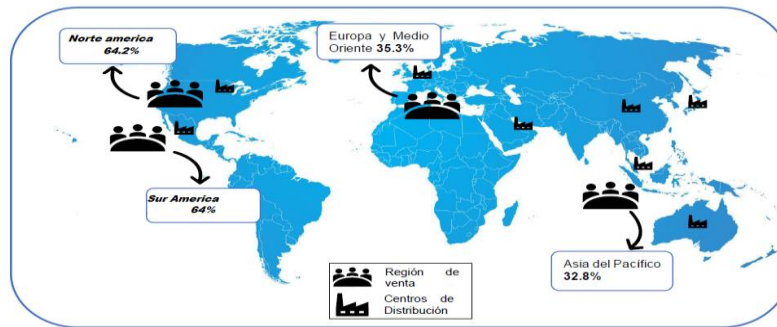 Norte america
64.2%
Europa y Medio
Oriente 35.3%
Sur America
64%
Asia del Pacífico
32.8%
Región de
venta
Centros de
Distribución